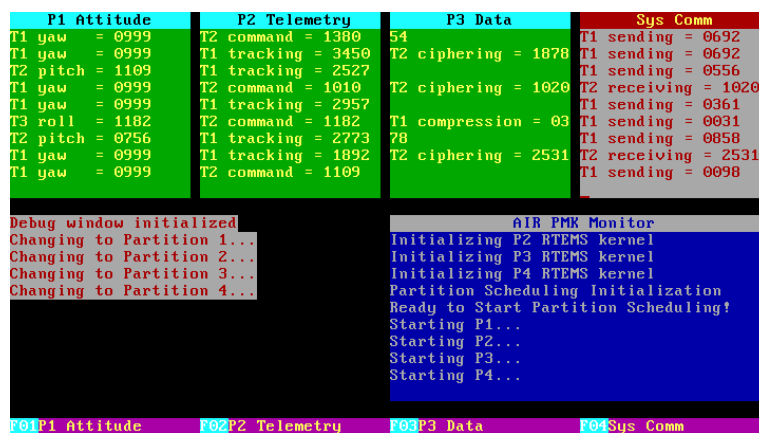 P1 Attitude
T1 yaw   = 0999
T1 yaw   = 0999
T2 pitch = 1109
T1 yaw   = 0999
T1 yaw   = 0999
T3 roll  = 1182
T2 pitch = 0756
T1 yaw   = 0999
T1 yaw   = 0999
P2 Telemetry
T2 command = 1380
T1 tracking = 3450
T1 tracking = 2527
T2 command = 1010
T1 tracking = 2957
T2 command = 1182
T1 tracking = 2773
T1 tracking = 1892
T2 command = 1109
P3 Data
54
T2 ciphering = 1878
T2 ciphering = 1020
T1 compression = 03
78
T2 ciphering = 2531
Sys Comm
T1 sending = 0692
T1 sending = 0692
T1 sending = 0556
T2 receiving = 1020
T1 sending = 0361
T1 sending = 0031
T1 sending = 0858
T2 receiving = 2531
T1 sending = 0098
Debug window initialized
Changing to Partition 1...
Changing to Partition 2...
Changing to Partition 3...
Changing to Partition 4...
AIR PMK Monitor
Initializing P2 RTEMS kernel
Initializing P3 RTEMS kernel
Initializing P4 RTEMS kernel
Partition Scheduling Initialization
Ready to Start Partition Scheduling!
Starting P1...
Starting P2...
Starting P3...
Starting P4...
F01P1 Attitude F02P2 Telemetry F03P3 Data F04Sys Comm